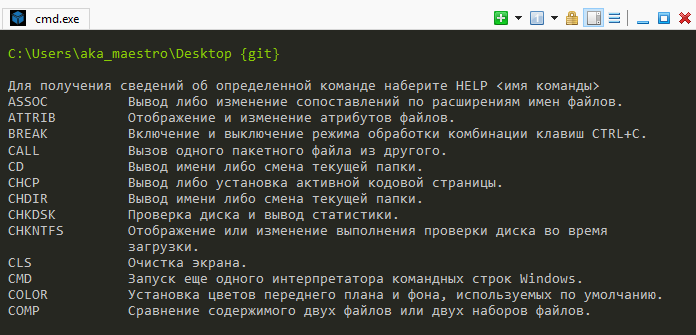 cmd.exe
C:\Users\aka_maestro\Desktop {git}
Для получения сведений об определенной команде наберите HELP <имя команды>
ASSOC Вывод либо изменение сопоставлений по расширениям имен файлов.
ATTRIB Отображение и изменение атрибутов файлов.
BREAK Включение и выключение режима обработки комбинации клавиш CTRL+C.
CALL Вызов одного пакетного файла из другого.
CD Вывод имени либо смена текущей папки.
CHCP Вывод либо установка активной кодовой страницы.
CHDIR Вывод имени либо смена текущей папки.
CHKDSK Проверка диска и вывод статистики.
CHKNTFS Отображение или изменение выполнения проверки диска во время
загрузки.
CLS Очистка экрана.
CMD Запуск еще одного интерпретатора командных строк Windows.
COLOR Установка цветов переднего плана и фона, используемых по умолчанию.
COMP Сравнение содержимого двух файлов или двух наборов файлов.